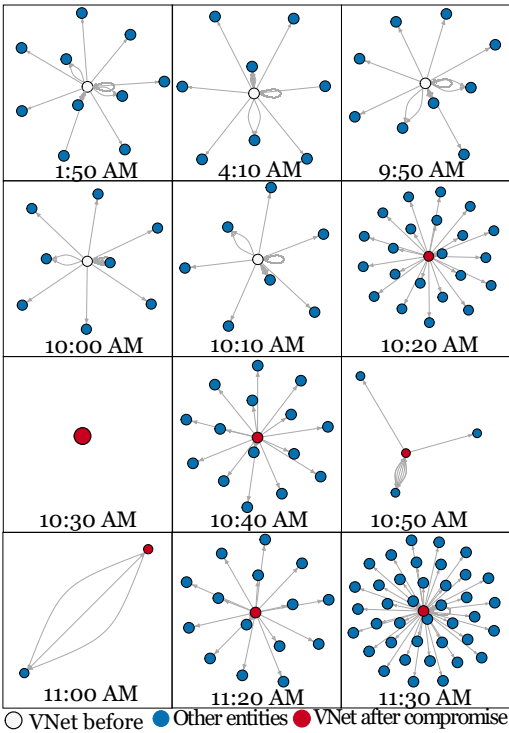 1:50 AM 4:10 AM 9:50 AM
10:00 AM 10:10 AM 10:20 AM
10:30 AM 10:40 AM 10:50 AM
11:00 AM 11:20 AM 11:30 AM
VNet before Other entities VNet after compromise